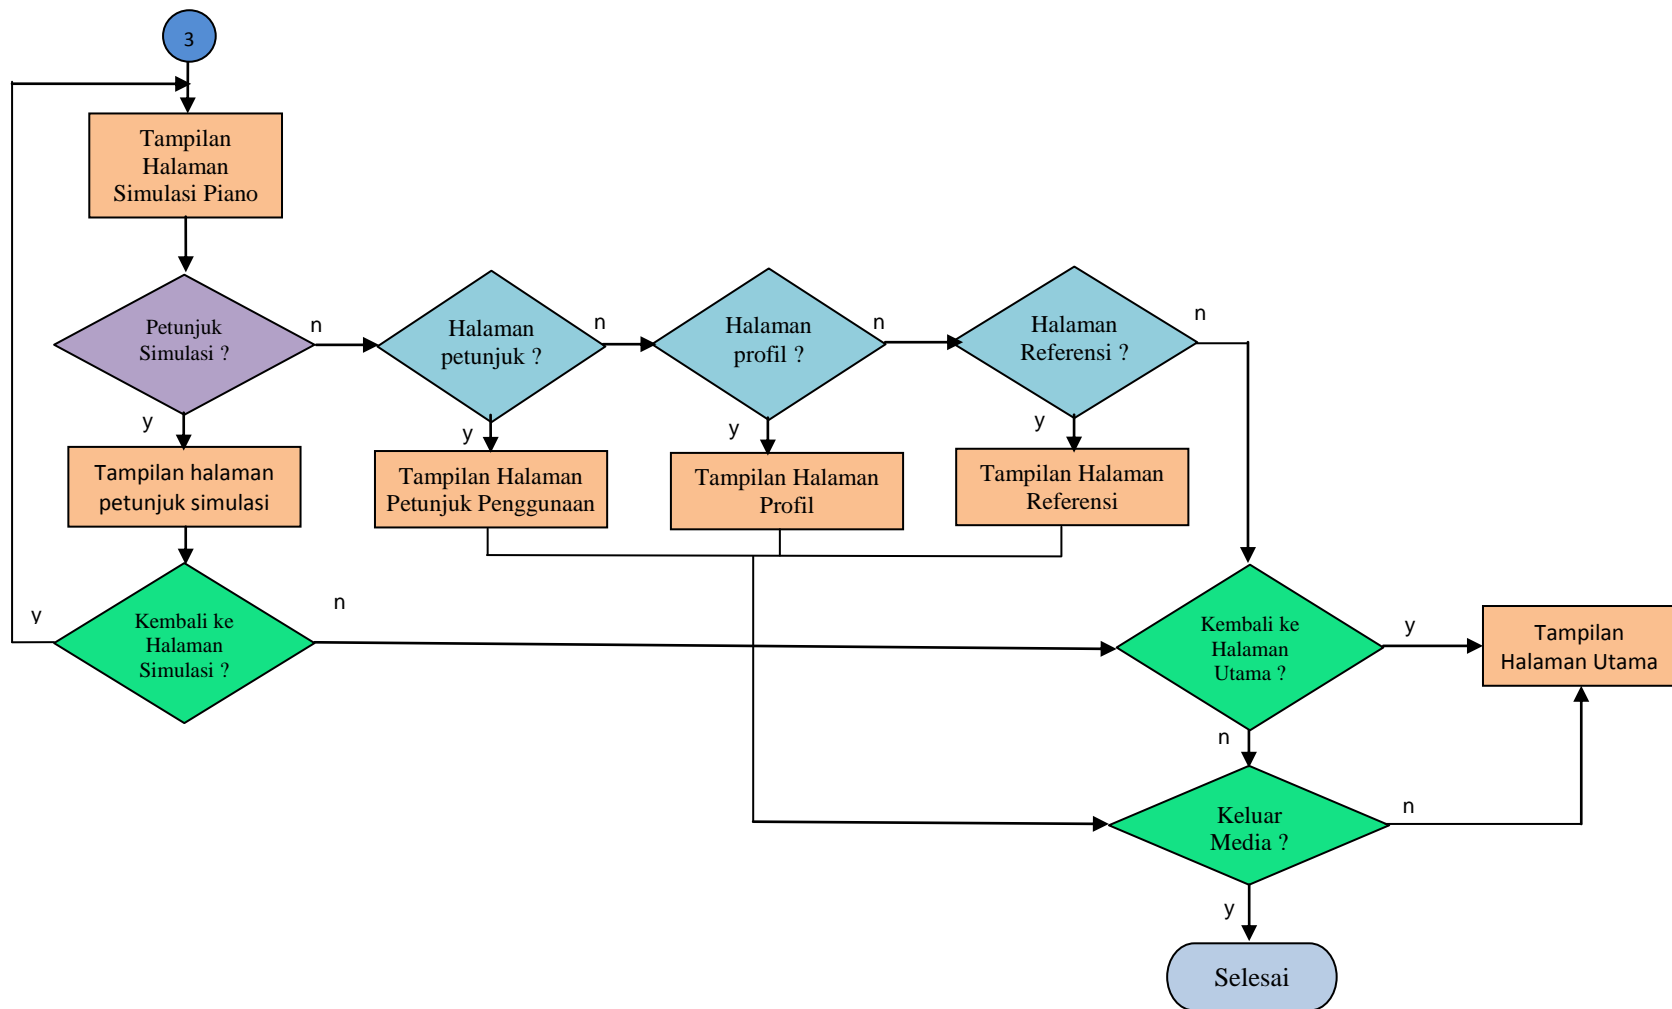 3
Tampilan
Halaman
Simulasi Piano
Petunjuk
Simulasi ?
n
Halaman
petunjuk ?
n
Halaman
profil ?
n
Halaman
Referensi ?
n
y
y
y
y
Tampilan halaman
petunjuk simulasi
Tampilan Halaman
Petunjuk Penggunaan
Tampilan Halaman
Profil
Tampilan Halaman
Referensi
y
Kembali ke
Halaman
Simulasi ?
n
Kembali ke
Halaman
Utama ?
y
Tampilan
Halaman Utama
n
Keluar
Media ?
n
y
Selesai